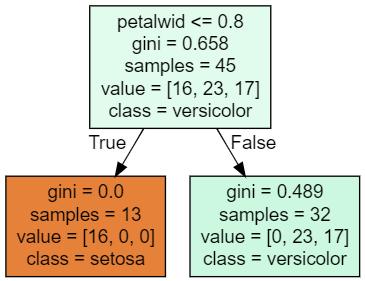 petalwid <= 0.8
gini = 0.658
samples = 45
value = [16, 23, 17]
class = versicolor
True
False
gini = 0.0
samples = 13
value = [16, 0, 0]
class = setosa
gini = 0.489
samples = 32
value = [0, 23, 17]
class = versicolor